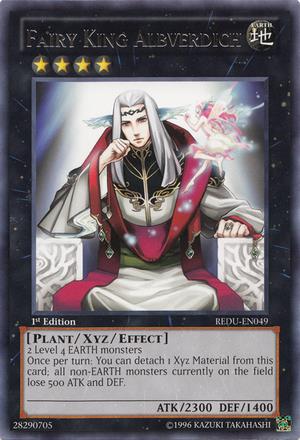 FAIRY KING ALBVERDICH
EARTH
地
1st Edition
REDU-EN049
[PLANT/XYZ/EFFECT]
2 Level 4 EARTH monsters
Once per turn: You can detach 1 Xyz Material from this
card; all non-EARTH monsters currently on the field
lose 500 ATK and DEF.
ATK/2300 DEF/1400
28290705
©1996 KAZUKI TAKAHASHI